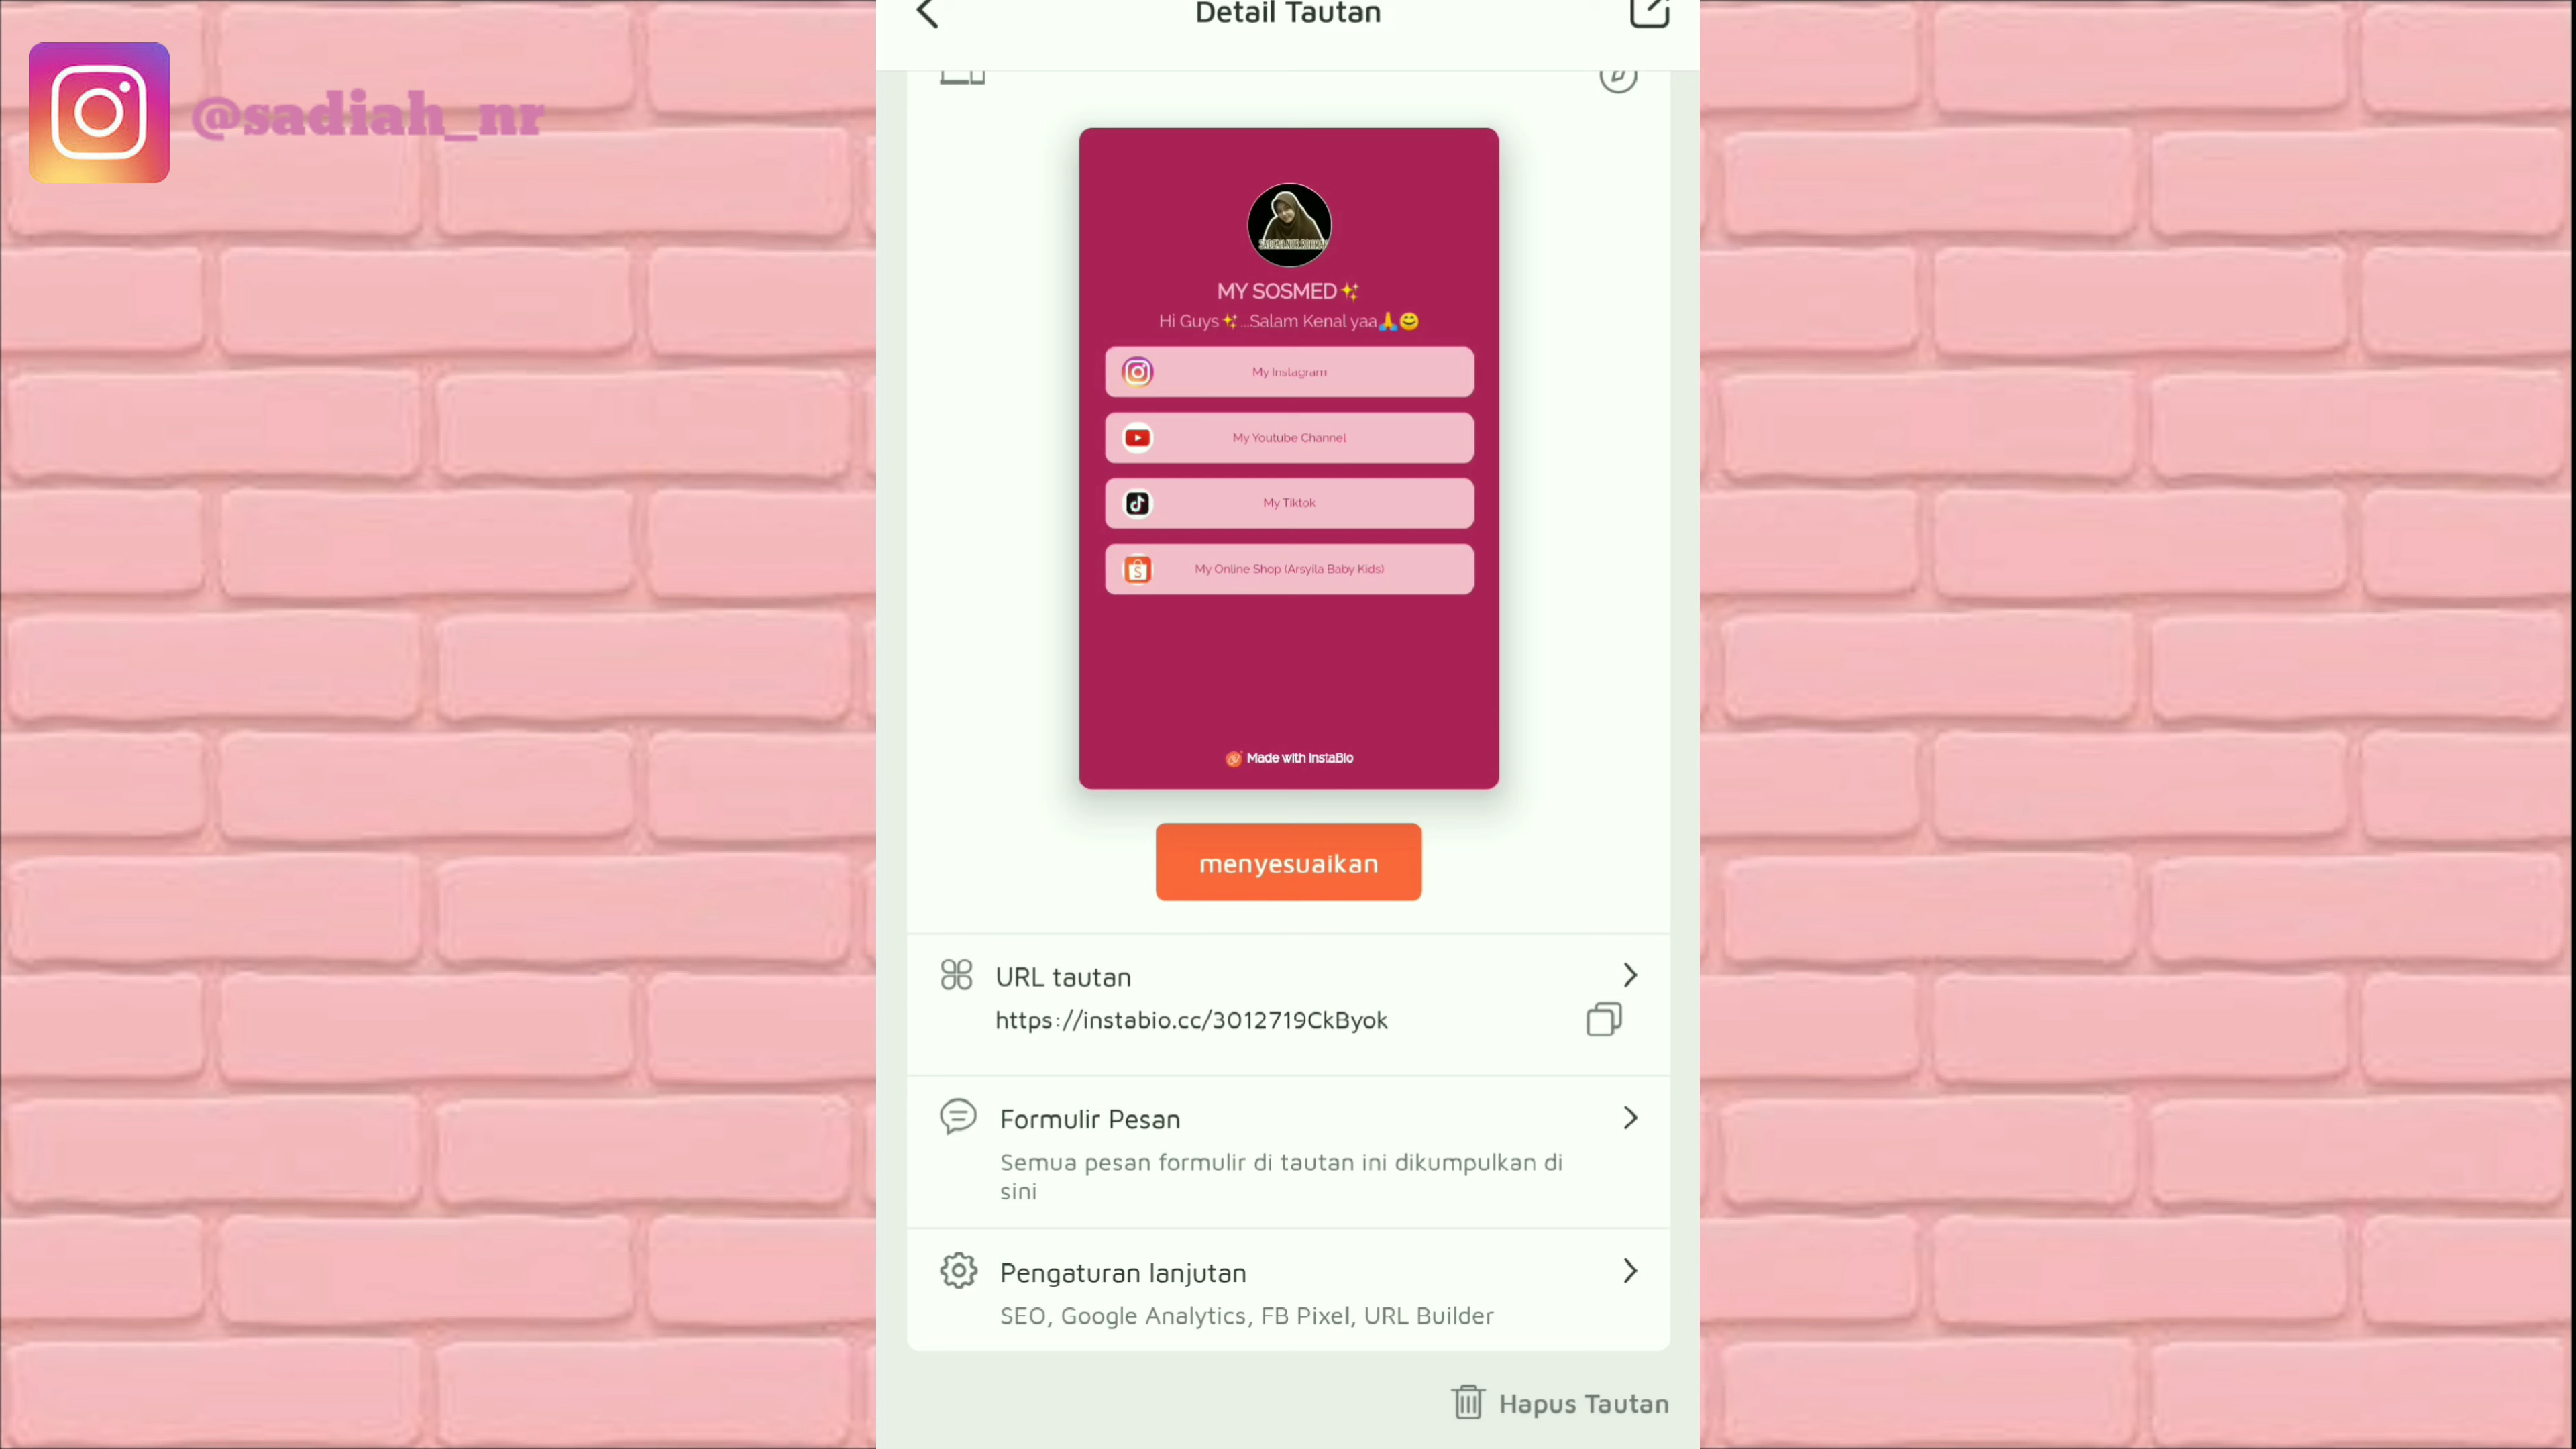 @sadiah_nr
Detail Tautan
MY SOSMED✨
Hi Guys✨...Salam Kenal yaa🙏😊
My Instagram
My Youtube Channel
My Tiktok
My Online Shop (Arsyila Baby Kids)
Made with InstaBio
menyesuaikan
URL tautan
https://instabio.cc/3012719CkByok
Formulir Pesan
Semua pesan formulir di tautan ini dikumpulkan di
sini
Pengaturan lanjutan
SEO, Google Analytics, FB Pixel, URL Builder
Hapus Tautan